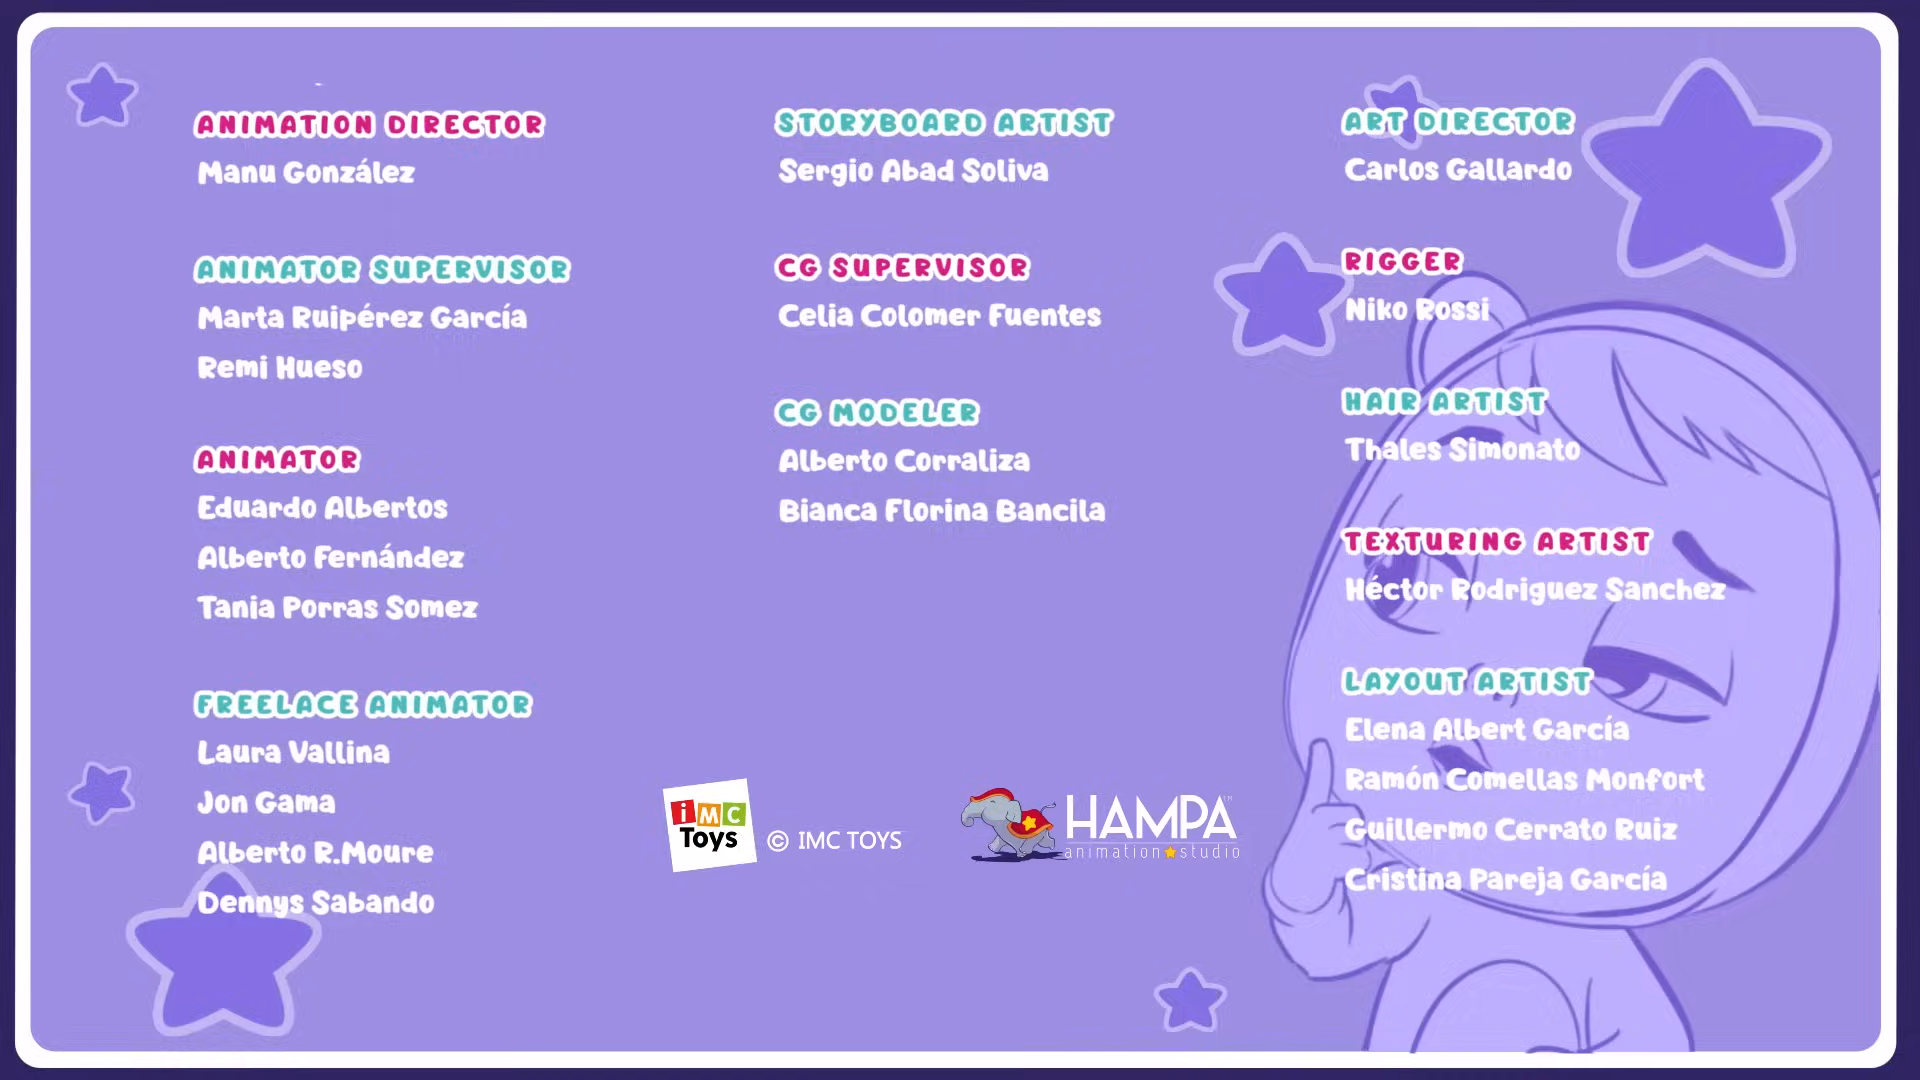 ANIMATION DIRECTOR
Manu González
ANIMATOR SUPERVISOR
Marta Ruipérez García
Remi Hueso
ANIMATOR
Eduardo Albertos
Alberto Fernández
Tania Porras Somez
FREELACE ANIMATOR
Laura Vallina
Jon Gama
Alberto R.Moure
Dennys Sabando
STORYBOARD ARTIST
Sergio Abad Soliva
CG SUPERVISOR
Celia Colomer Fuentes
CG MODELER
Alberto Corraliza
Bianca Florina Bancila
iMC
Toys
© IMC TOYS
HAMPA™
animation studio
ART DIRECTOR
Carlos Gallardo
RIGGER
Niko Rossi
HAIR ARTIST
Thales Simonato
TEXTURING ARTIST
Héctor Rodriguez Sanchez
LAYOUT ARTIST
Elena Albert García
Ramón Comellas Monfort
Guillermo Cerrato Ruiz
Cristina Pareja García